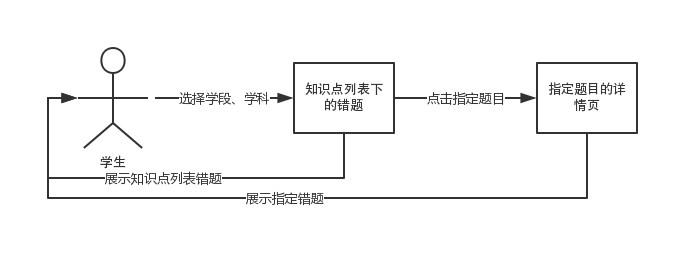 选择学段、学科
知识点列表下
的错题
点击指定题目
指定题目的详
情页
学生
展示知识点列表错题
展示指定错题